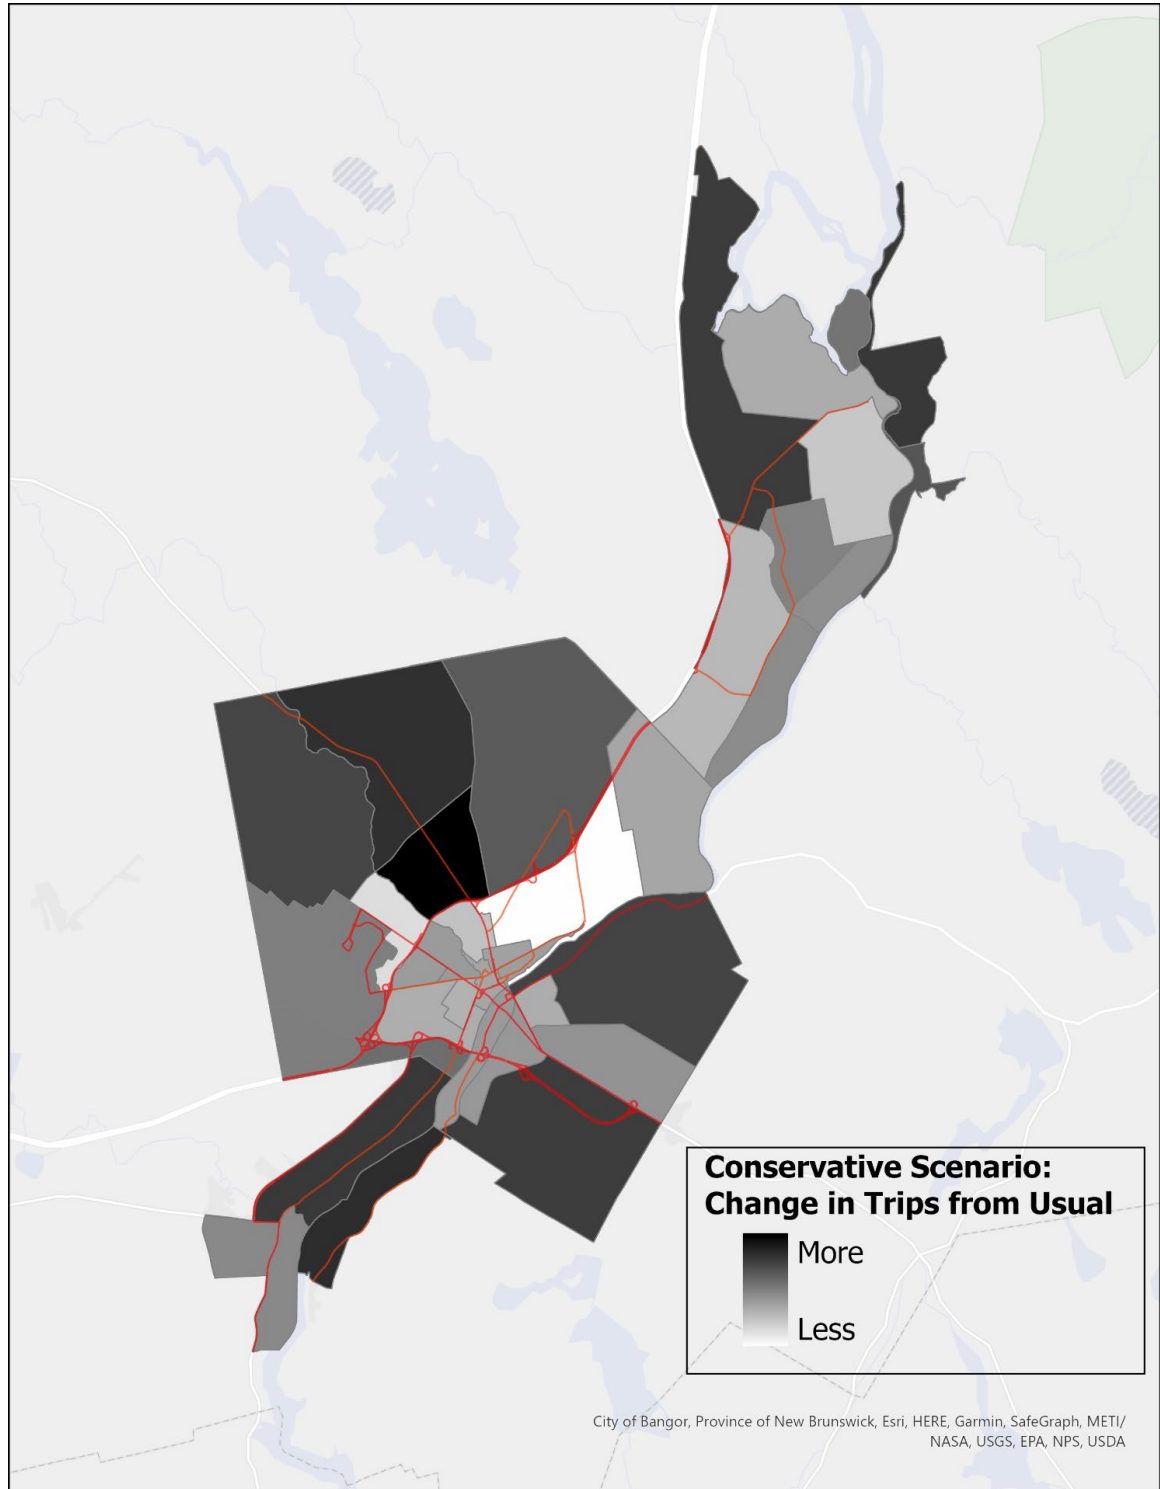 Conservative Scenario:
Change in Trips from Usual
More
Less
City of Bangor, Province of New Brunswick, Esri, HERE, Garmin, SafeGraph, METI/
NASA, USGS, EPA, NPS, USDA